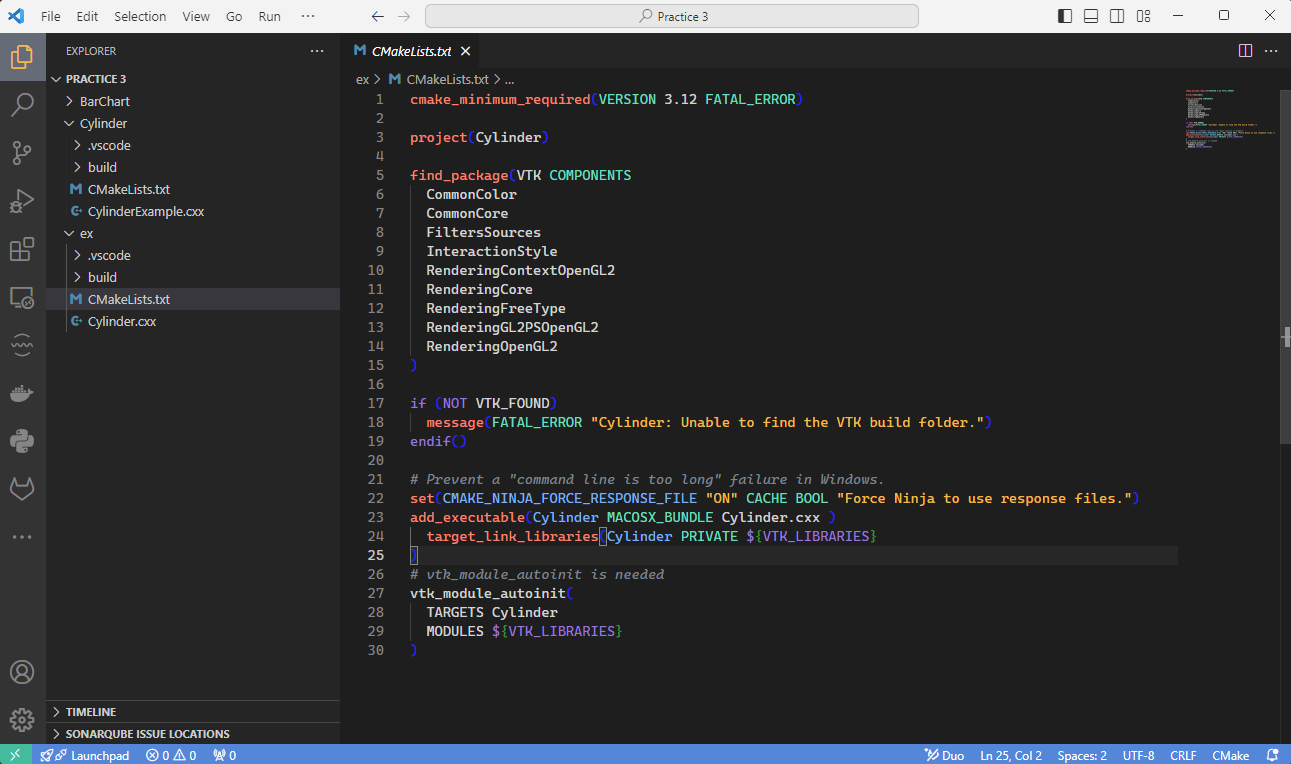 File Edit Selection View Go Run ···
Practice 3
EXPLORER ···
PRACTICE 3
BarChart
Cylinder
.vscode
build
CMakeLists.txt
CylinderExample.cxx
ex
.vscode
build
CMakeLists.txt
Cylinder.cxx
TIMELINE
SONARQUBE ISSUE LOCATIONS
CMakeLists.txt
ex > CMakeLists.txt > ...
1 cmake_minimum_required(VERSION 3.12 FATAL_ERROR)
2
3 project(Cylinder)
4
5 find_package(VTK COMPONENTS
6   CommonColor
7   CommonCore
8   FiltersSources
9   InteractionStyle
10   RenderingContextOpenGL2
11   RenderingCore
12   RenderingFreeType
13   RenderingGL2PSOpenGL2
14   RenderingOpenGL2
15 )
16
17 if (NOT VTK_FOUND)
18   message(FATAL_ERROR "Cylinder: Unable to find the VTK build folder.")
19 endif()
20
21 # Prevent a "command line is too long" failure in Windows.
22 set(CMAKE_NINJA_FORCE_RESPONSE_FILE "ON" CACHE BOOL "Force Ninja to use response files.")
23 add_executable(Cylinder MACOSX_BUNDLE Cylinder.cxx )
24   target_link_libraries(Cylinder PRIVATE ${VTK_LIBRARIES}
25 )
26 # vtk_module_autoinit is needed
27 vtk_module_autoinit(
28   TARGETS Cylinder
29   MODULES ${VTK_LIBRARIES}
30 )
Launchpad 0 0 0 Duo Ln 25, Col 2 Spaces: 2 UTF-8 CRLF CMake